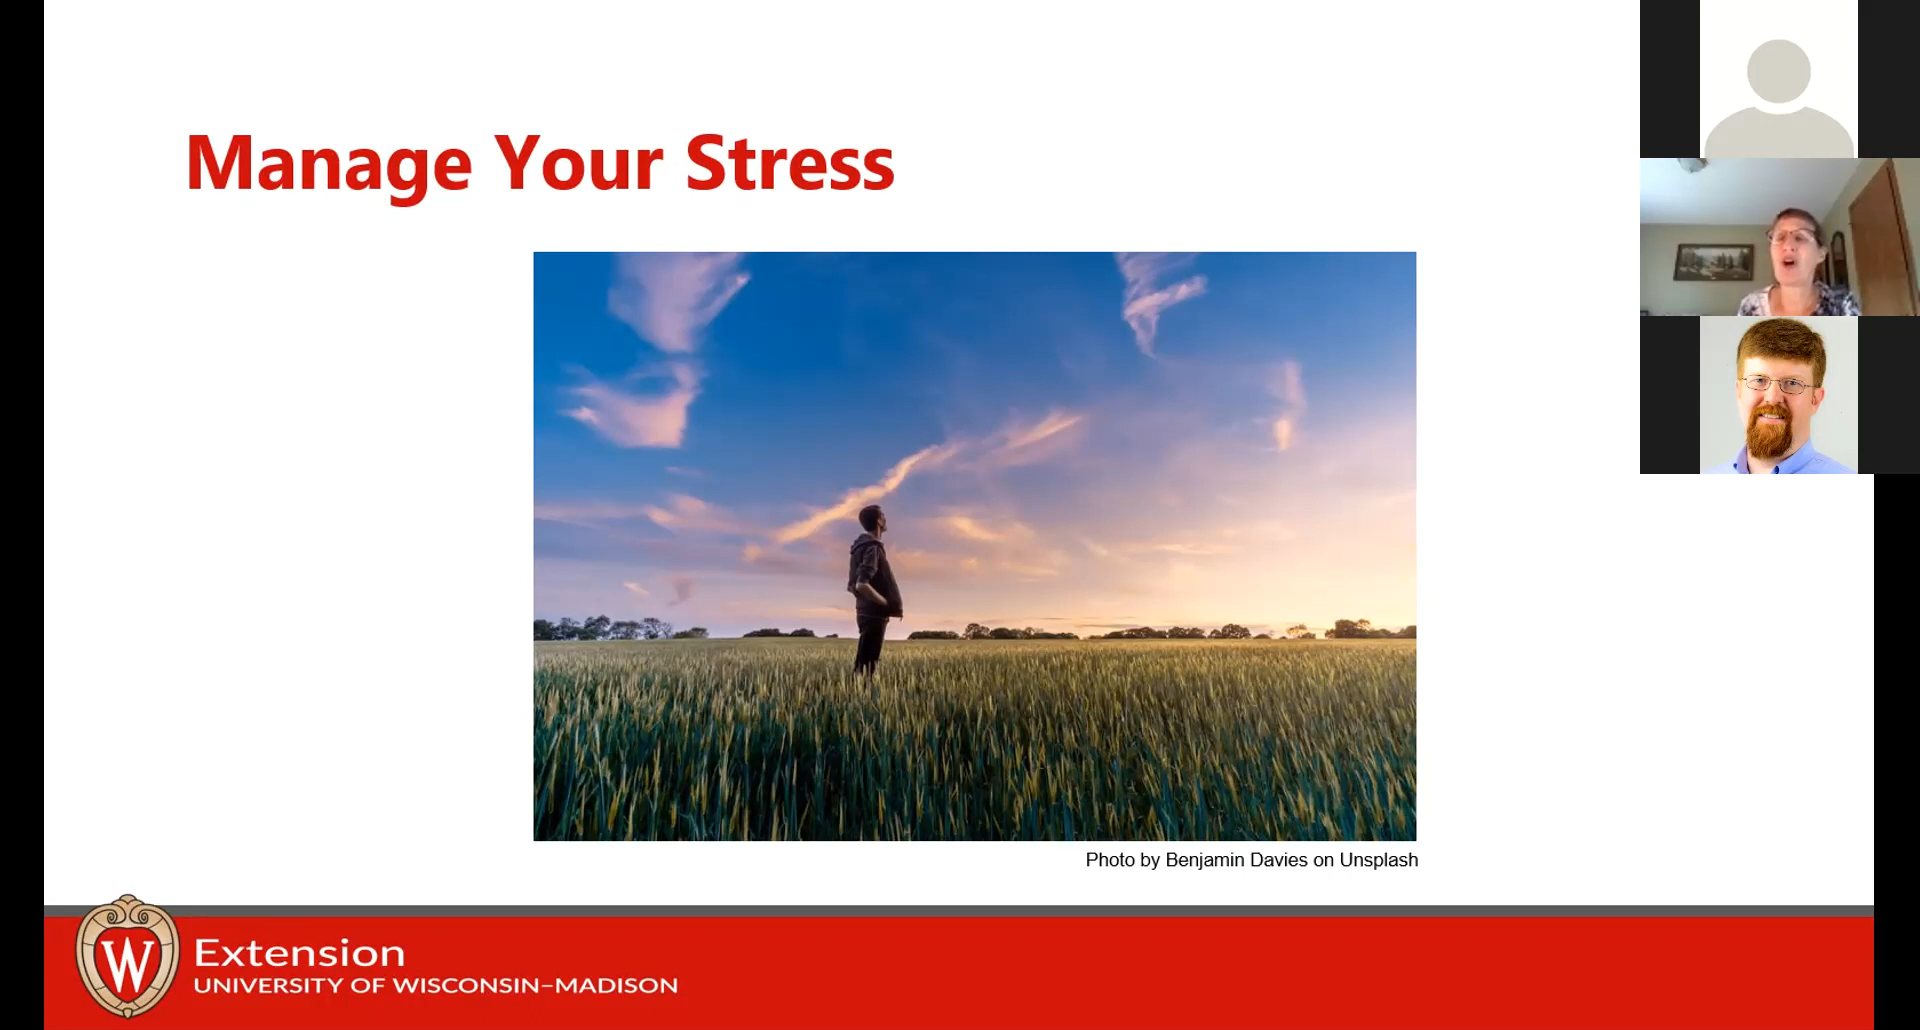 Manage Your Stress
Photo by Benjamin Davies on Unsplash
W
Extension
UNIVERSITY OF WISCONSIN–MADISON